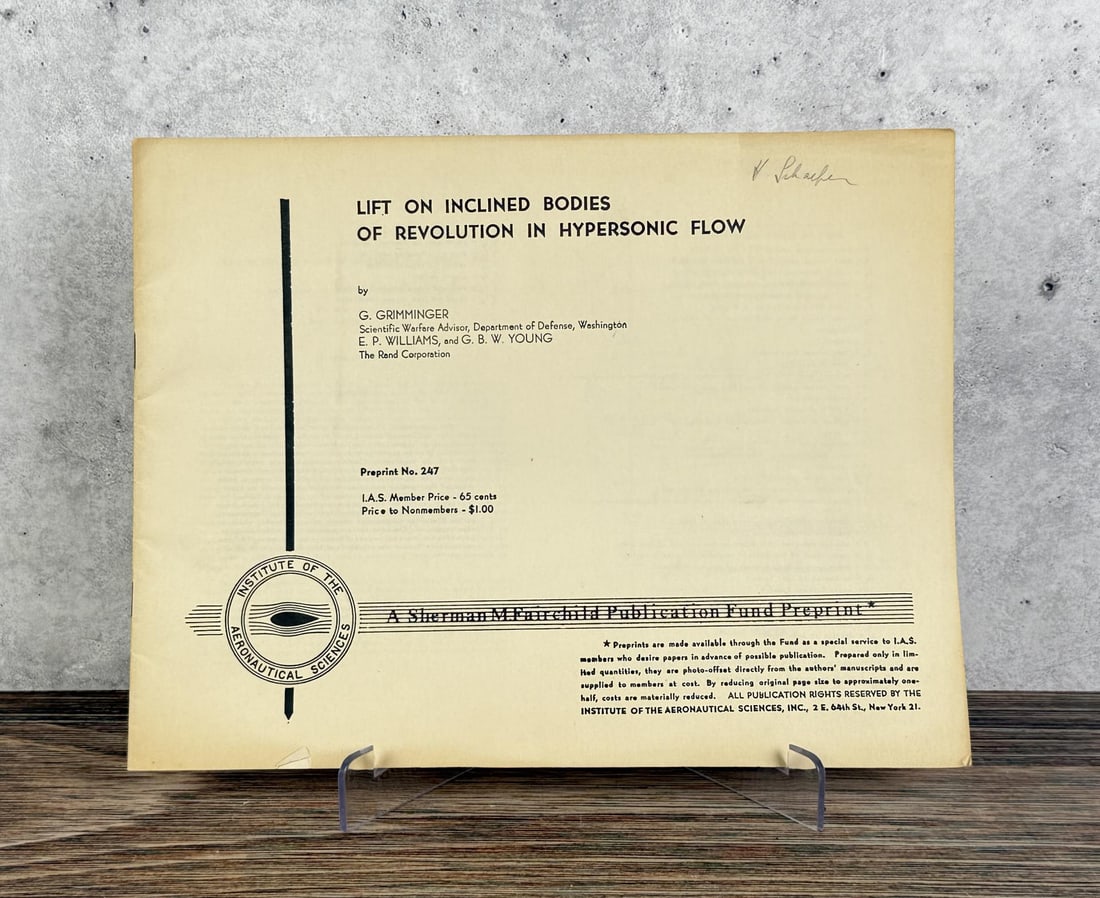 H Schaefer
LIFT ON INCLINED BODIES
OF REVOLUTION IN HYPERSONIC FLOW
by
G. GRIMMINGER
Scientific Warfare Advisor, Department of Defense, Washington
E. P. WILLIAMS, and G. B. W. YOUNG
The Rand Corporation
Preprint No. 247
I.A.S. Member Price - 65 cents
Price to Nonmembers - $1.00
INSTITUTE OF THE
AERONAUTICAL SCIENCES
A Sherman M Fairchild Publication Fund Preprint*
*Preprints are made available through the Fund as a special service to I.A.S.
members who desire papers in advance of possible publication. Prepared only in lim-
ited quantities, they are photo-offset directly from the authors' manuscripts and are
supplied to members at cost. By reducing original page size to approximately one-
half, costs are materially reduced. ALL PUBLICATION RIGHTS RESERVED BY THE
INSTITUTE OF THE AERONAUTICAL SCIENCES, INC., 2 E. 64th St., New York 21.